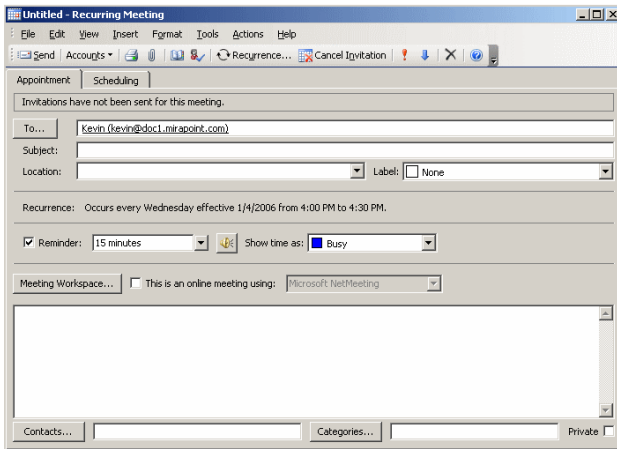 Untitled - Recurring Meeting
File Edit View Insert Format Tools Actions Help
Send Accounts Recurrence... Cancel Invitation
Appointment Scheduling
Invitations have not been sent for this meeting.
To... Kevin (kevin@doc1.mirapoint.com)
Subject:
Location: Label: None
Recurrence: Occurs every Wednesday effective 1/4/2006 from 4:00 PM to 4:30 PM.
Reminder: 15 minutes Show time as: Busy
Meeting Workspace... This is an online meeting using: Microsoft NetMeeting
Contacts... Categories... Private